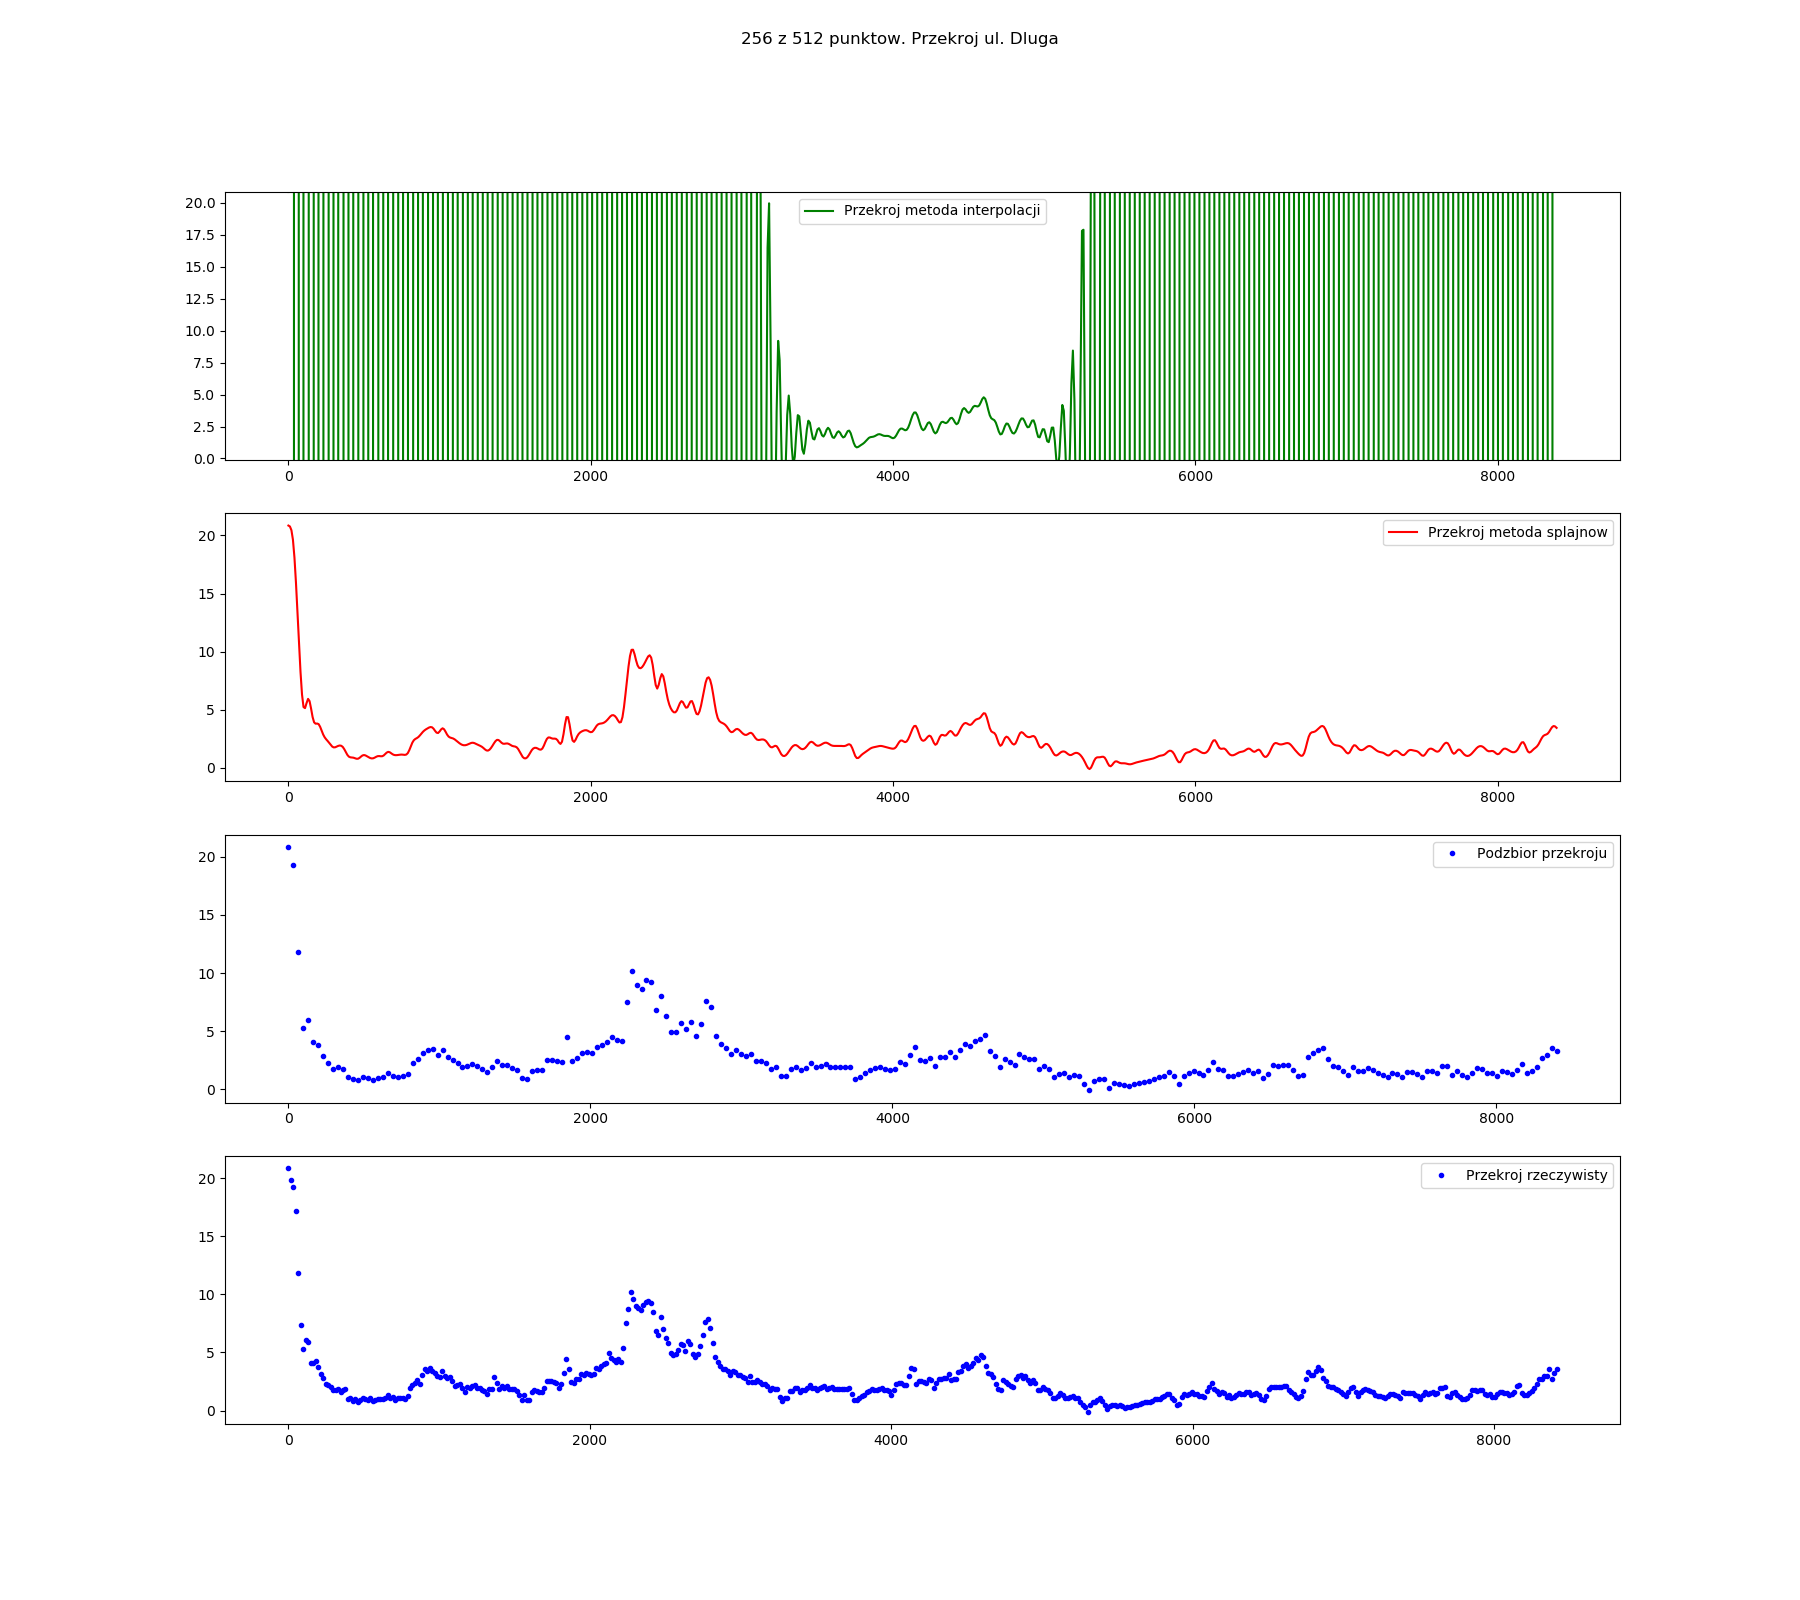 256 z 512 punktow. Przekroj ul. Dluga
20.0
17.5
15.0
12.5
10.0
7.5
5.0
2.5
0.0
Przekroj metoda interpolacji
0 2000 4000 6000 8000
20
15
10
5
0
Przekroj metoda splajnow
0 2000 4000 6000 8000
20
15
10
5
0
Podzbior przekroju
0 2000 4000 6000 8000
20
15
10
5
0
Przekroj rzeczywisty
0 2000 4000 6000 8000